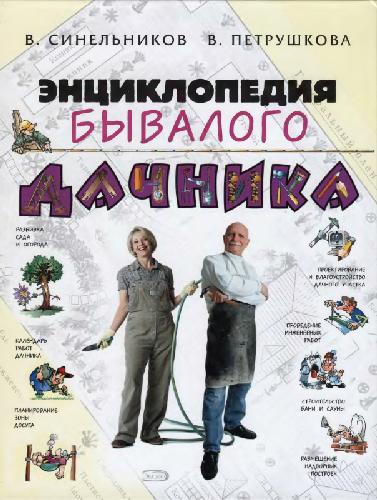 В. СИНЕЛЬНИКОВ В. ПЕТРУШКОВА
ЭНЦИКЛОПЕДИЯ
БЫВАЛОГО
ДАЧНИКА
РАЗБИВКА
САДА
И ОГОРОДА
КАЛЕНДАРЬ
РАБОТ
ДАЧНИКА
ПЛАНИРОВАНИЕ
ЗОНЫ
ДОСУГА
ПРОЕКТИРОВАНИЕ
И БЛАГОУСТРОЙСТВО
ДАЧНОГО УЧАСТКА
ПРОВЕДЕНИЕ
ИНЖЕНЕРНЫХ
РАБОТ
СТРОИТЕЛЬСТВО
БАНИ И САУНЫ
РАЗМЕЩЕНИЕ
НАДВОРНЫХ
ПОСТРОЕК